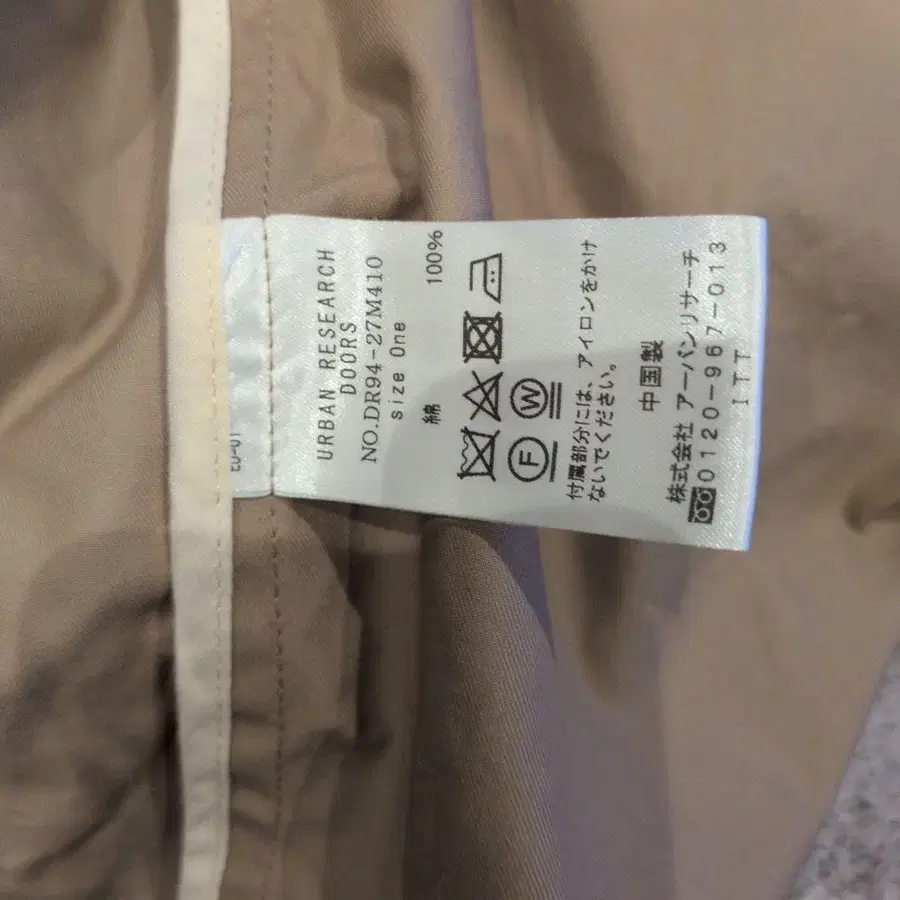 URBAN RESEARCH
DOORS
NO.DR94-27M410
size One
綿 100%
F W
付属部分には、アイロンをかけ
ないでください。
中国製
株式会社 アーバンリサーチ
0120-967-013
ITT